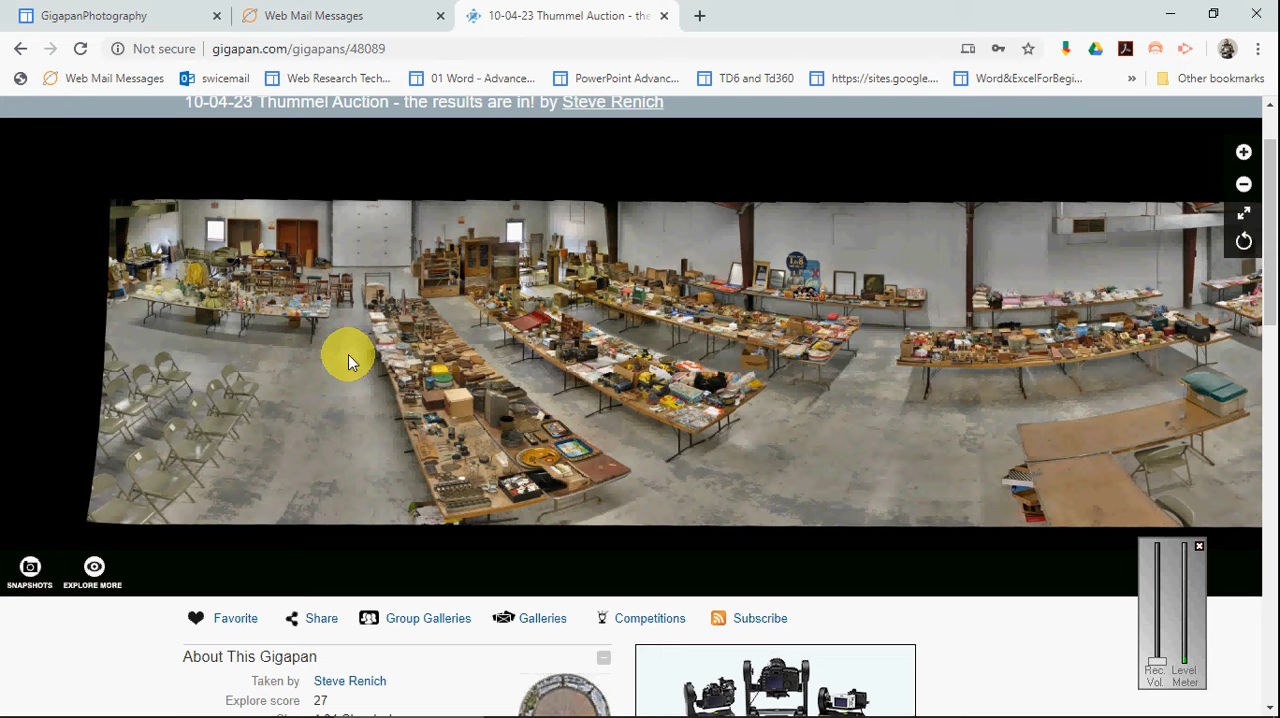 GigapanPhotography
Web Mail Messages
10-04-23 Thummel Auction - the
Not secure
gigapan.com/gigapans/48089
Web Mail Messages
swicemail
Web Research Tech...
01 Word - Advance...
PowerPoint Advanc...
TD6 and Td360
https://sites.google....
Word&ExcelForBegi...
»
Other bookmarks
10-04-23 Thummel Auction - the results are in! by Steve Renich
SNAPSHOTS
EXPLORE MORE
Favorite
Share
Group Galleries
Galleries
Competitions
Subscribe
About This Gigapan
Taken by Steve Renich
Explore score 27
Rec. Level
Vol. Meter